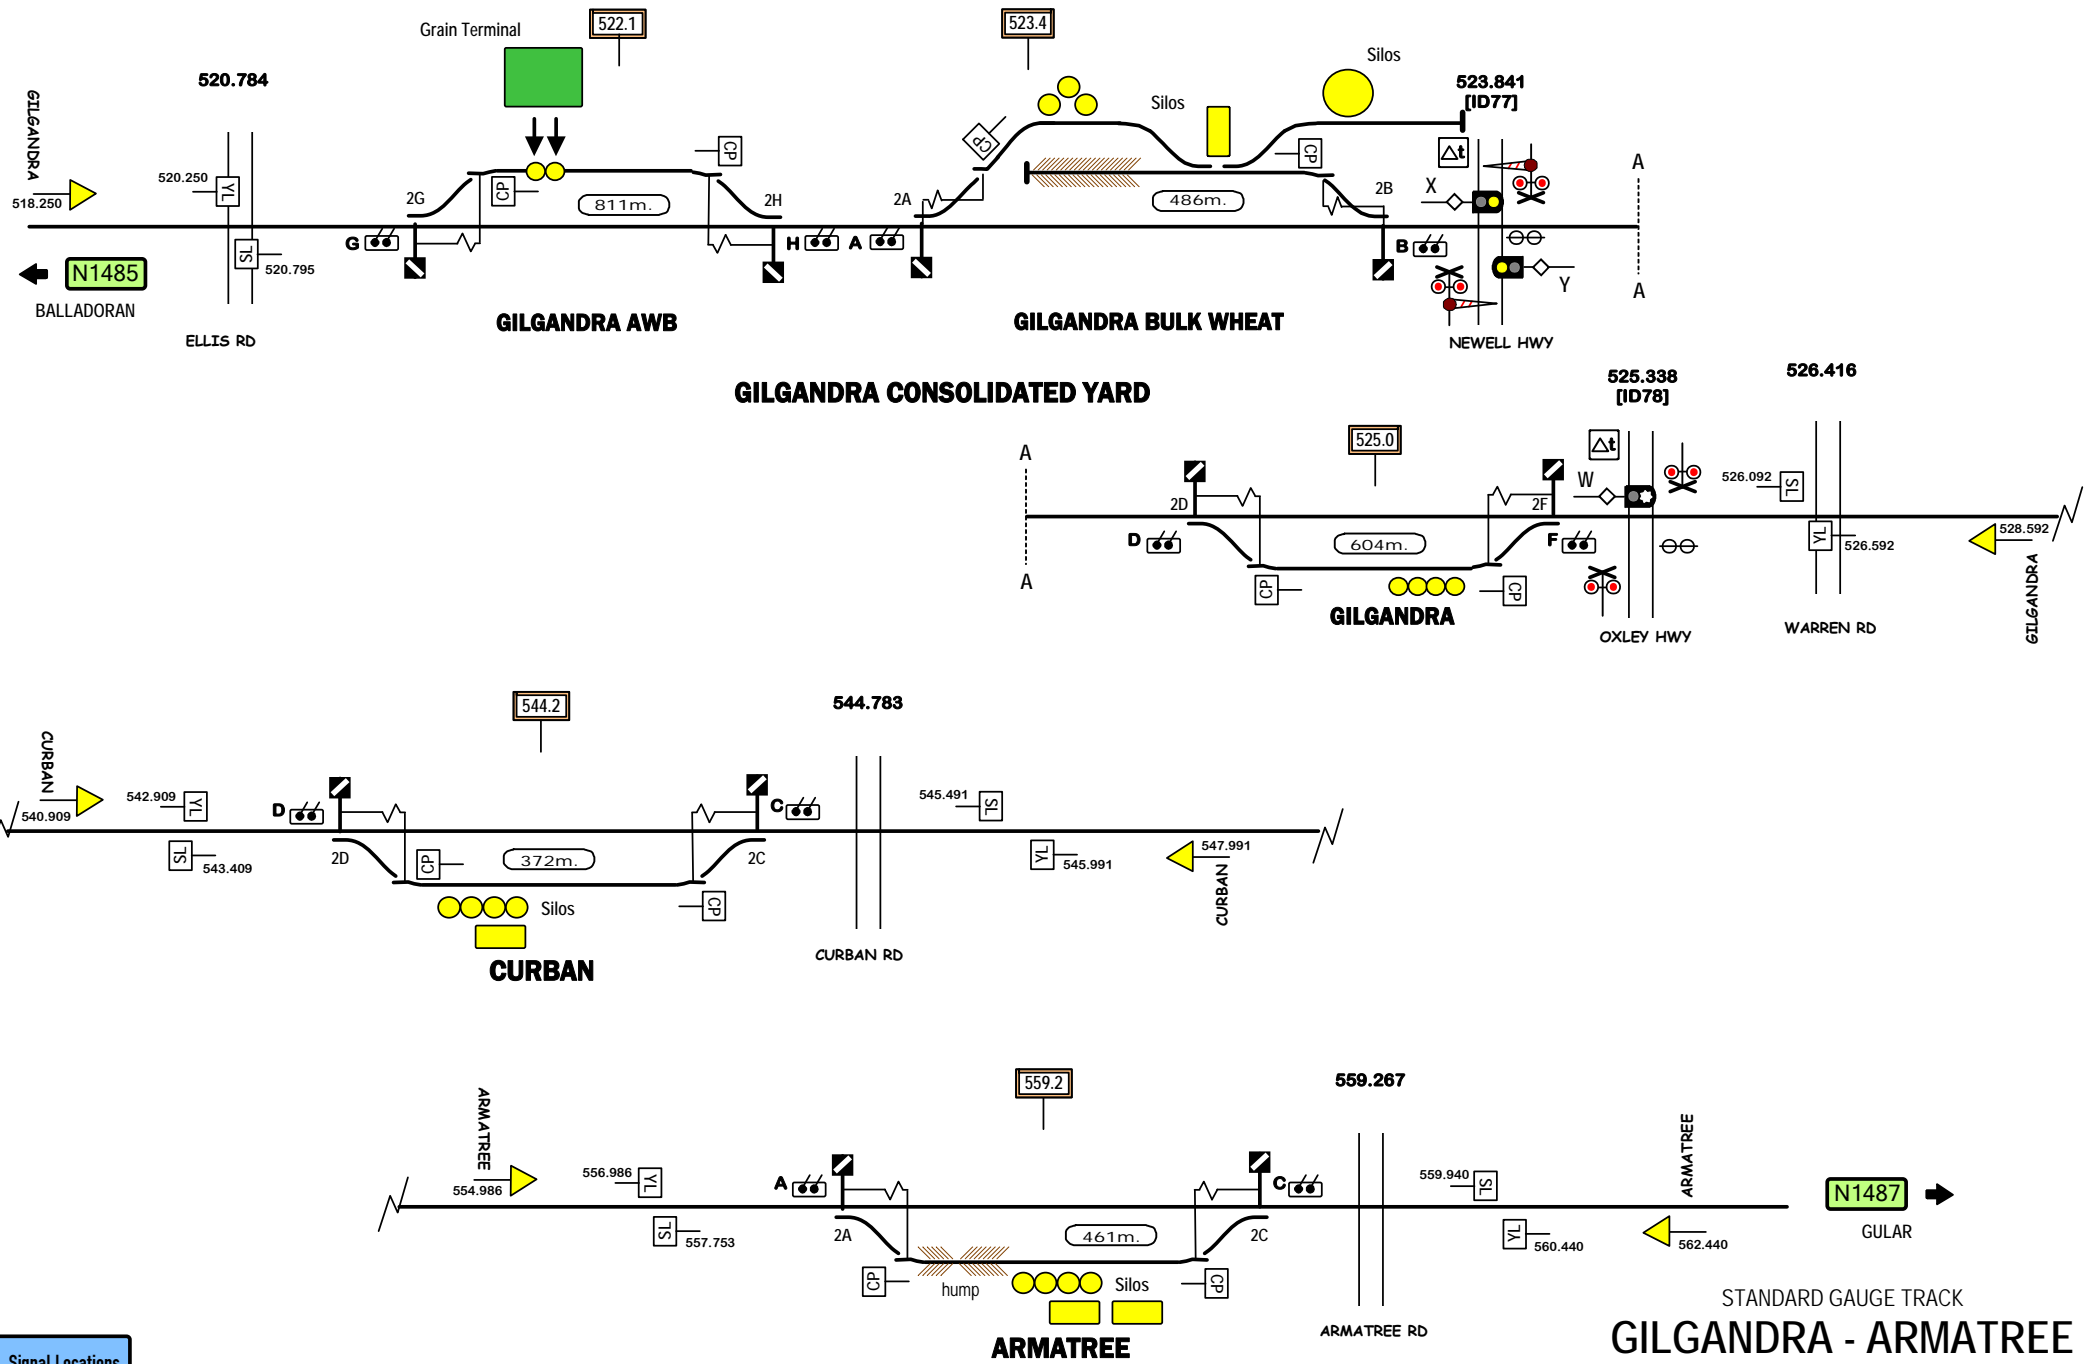 Grain Terminal
522.1
523.4
Silos
520.784
523.841
[ID77]
GILGANDRA
518.250
520.250
YL
SL
520.795
2G
CP
CP
811m.
2H
G
H
A
2A
CP
Silos
486m.
CP
2B
B
X
Δt
Y
A
A
N1485
BALLADORAN
ELLIS RD
GILGANDRA AWB
GILGANDRA BULK WHEAT
NEWELL HWY
GILGANDRA CONSOLIDATED YARD
525.338
[ID78]
526.416
A
A
525.0
2D
D
CP
604m.
CP
2F
F
W
Δt
526.092
SL
YL
526.592
528.592
GILGANDRA
GILGANDRA
OXLEY HWY
WARREN RD
544.2
544.783
CURBAN
540.909
542.909
YL
SL
543.409
D
2D
CP
372m.
C
2C
CP
Silos
545.491
SL
YL
545.991
547.991
CURBAN
CURBAN RD
CURBAN
559.2
559.267
ARMATREE
554.986
556.986
YL
SL
557.753
A
2A
CP
hump
461m.
Silos
C
2C
CP
559.940
SL
YL
560.440
ARMATREE
562.440
N1487
GULAR
ARMATREE RD
ARMATREE
STANDARD GAUGE TRACK
GILGANDRA - ARMATREE
Signal Locations